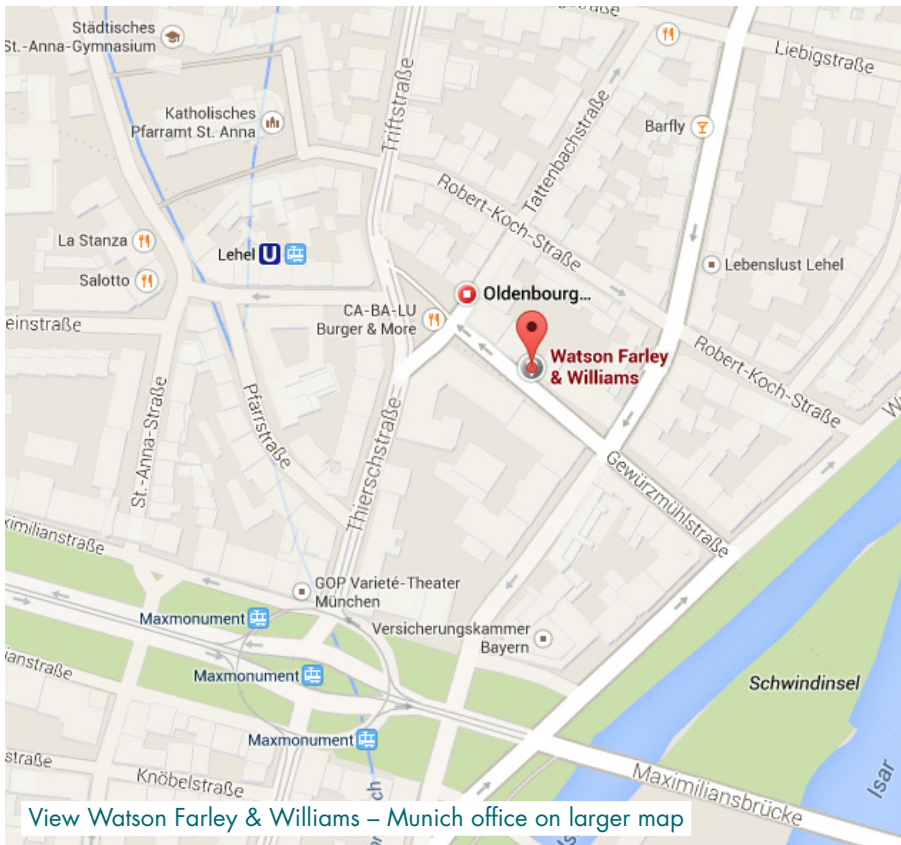 Städtisches
St.-Anna-Gymnasium
Liebigstraße
Katholisches
Pfarramt St. Anna
Triftstraße
Tattenbachstraße
Barfly
Robert-Koch-Straße
La Stanza
Lehel U
Salotto
Lebenslust Lehel
Oldenbourg...
CA-BA-LU
Burger & More
einstraße
Watson Farley
& Williams
Robert-Koch-Straße
St.-Anna-Straße
Pfarrstraße
Thierschstraße
Gewürzmühlstraße
aximilianstraße
GOP Varieté-Theater
München
Maxmonument
Versicherungskammer
Bayern
ilianstraße
Maxmonument
Schwindinsel
Maxmonument
straße
Knöbelstraße
Maximiliansbrücke
Isar
View Watson Farley & Williams – Munich office on larger map